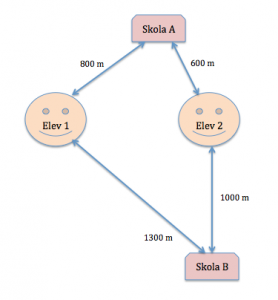 Skola A
800 m
600 m
Elev 1
Elev 2
1000 m
1300 m
Skola B